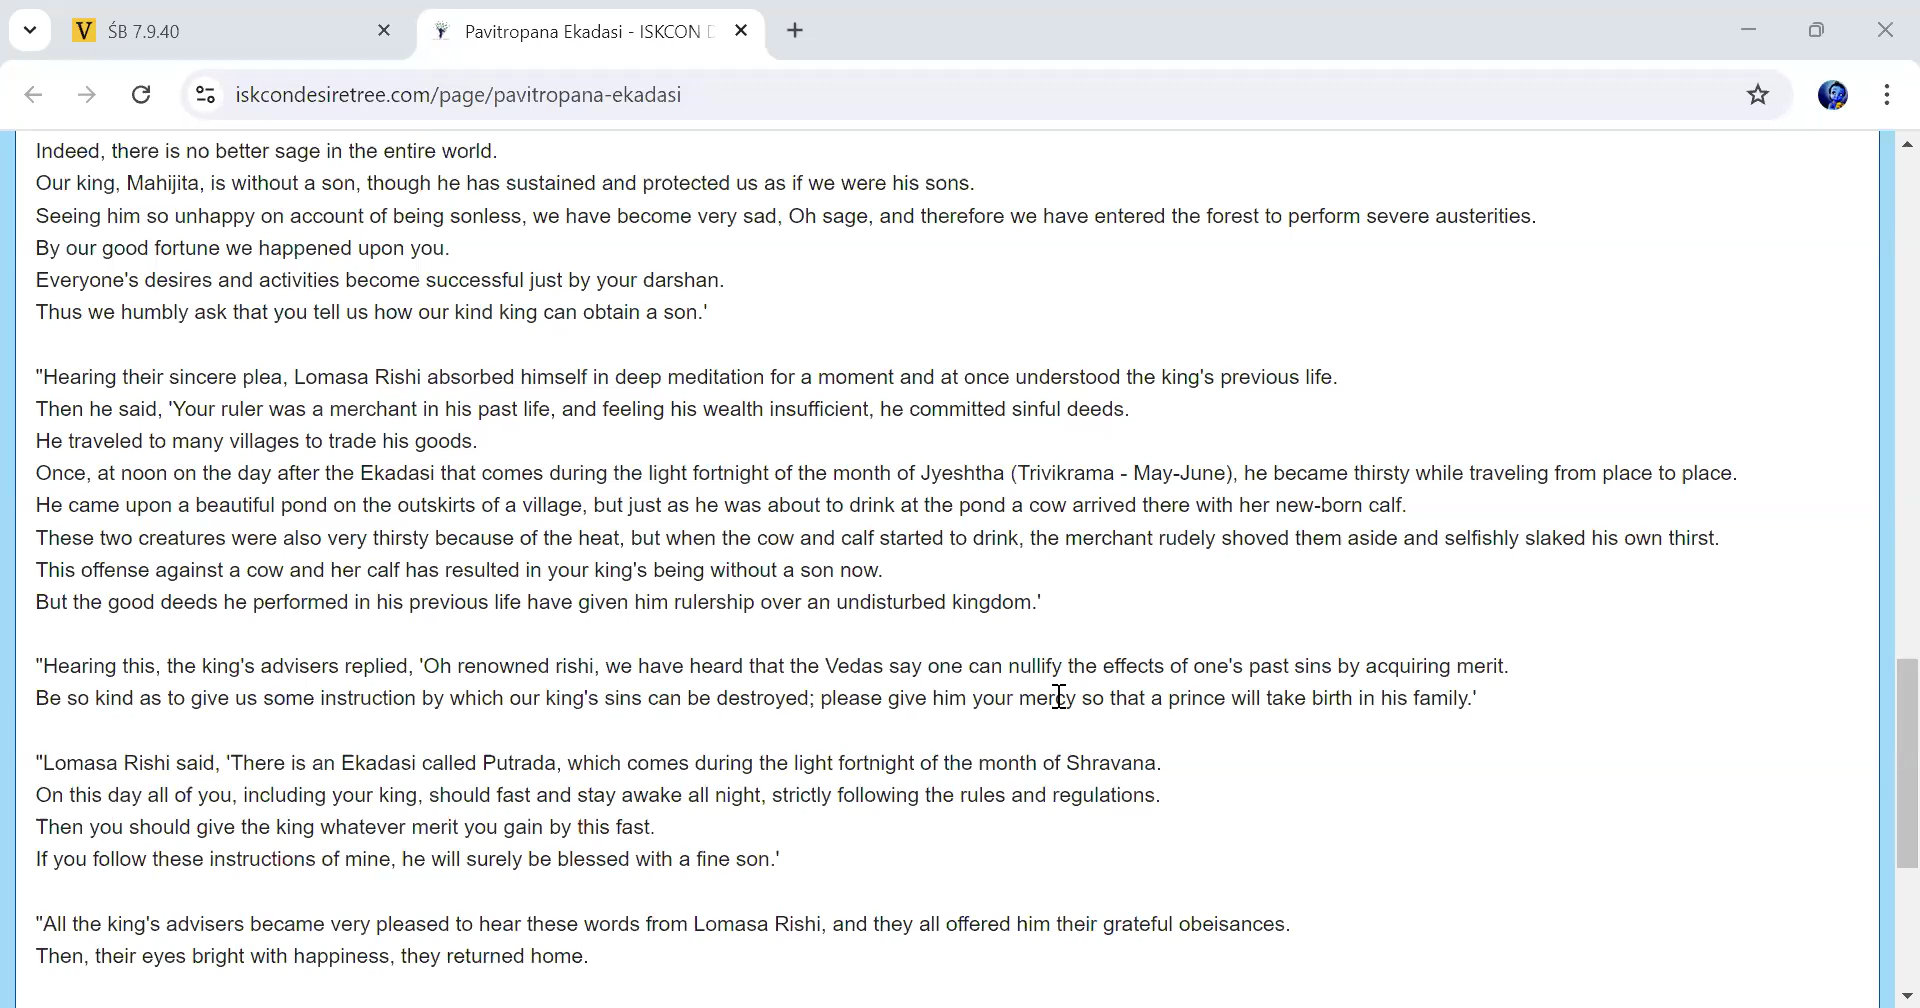 ŚB 7.9.40
Pavitropana Ekadasi - ISKCON
iskcondesiretree.com/page/pavitropana-ekadasi
Indeed, there is no better sage in the entire world.
Our king, Mahijita, is without a son, though he has sustained and protected us as if we were his sons.
Seeing him so unhappy on account of being sonless, we have become very sad, Oh sage, and therefore we have entered the forest to perform severe austerities.
By our good fortune we happened upon you.
Everyone's desires and activities become successful just by your darshan.
Thus we humbly ask that you tell us how our kind king can obtain a son.'
"Hearing their sincere plea, Lomasa Rishi absorbed himself in deep meditation for a moment and at once understood the king's previous life.
Then he said, 'Your ruler was a merchant in his past life, and feeling his wealth insufficient, he committed sinful deeds.
He traveled to many villages to trade his goods.
Once, at noon on the day after the Ekadasi that comes during the light fortnight of the month of Jyeshtha (Trivikrama - May-June), he became thirsty while traveling from place to place.
He came upon a beautiful pond on the outskirts of a village, but just as he was about to drink at the pond a cow arrived there with her new-born calf.
These two creatures were also very thirsty because of the heat, but when the cow and calf started to drink, the merchant rudely shoved them aside and selfishly slaked his own thirst.
This offense against a cow and her calf has resulted in your king's being without a son now.
But the good deeds he performed in his previous life have given him rulership over an undisturbed kingdom.'
"Hearing this, the king's advisers replied, 'Oh renowned rishi, we have heard that the Vedas say one can nullify the effects of one's past sins by acquiring merit.
Be so kind as to give us some instruction by which our king's sins can be destroyed; please give him your mercy so that a prince will take birth in his family.'
"Lomasa Rishi said, 'There is an Ekadasi called Putrada, which comes during the light fortnight of the month of Shravana.
On this day all of you, including your king, should fast and stay awake all night, strictly following the rules and regulations.
Then you should give the king whatever merit you gain by this fast.
If you follow these instructions of mine, he will surely be blessed with a fine son.'
"All the king's advisers became very pleased to hear these words from Lomasa Rishi, and they all offered him their grateful obeisances.
Then, their eyes bright with happiness, they returned home.